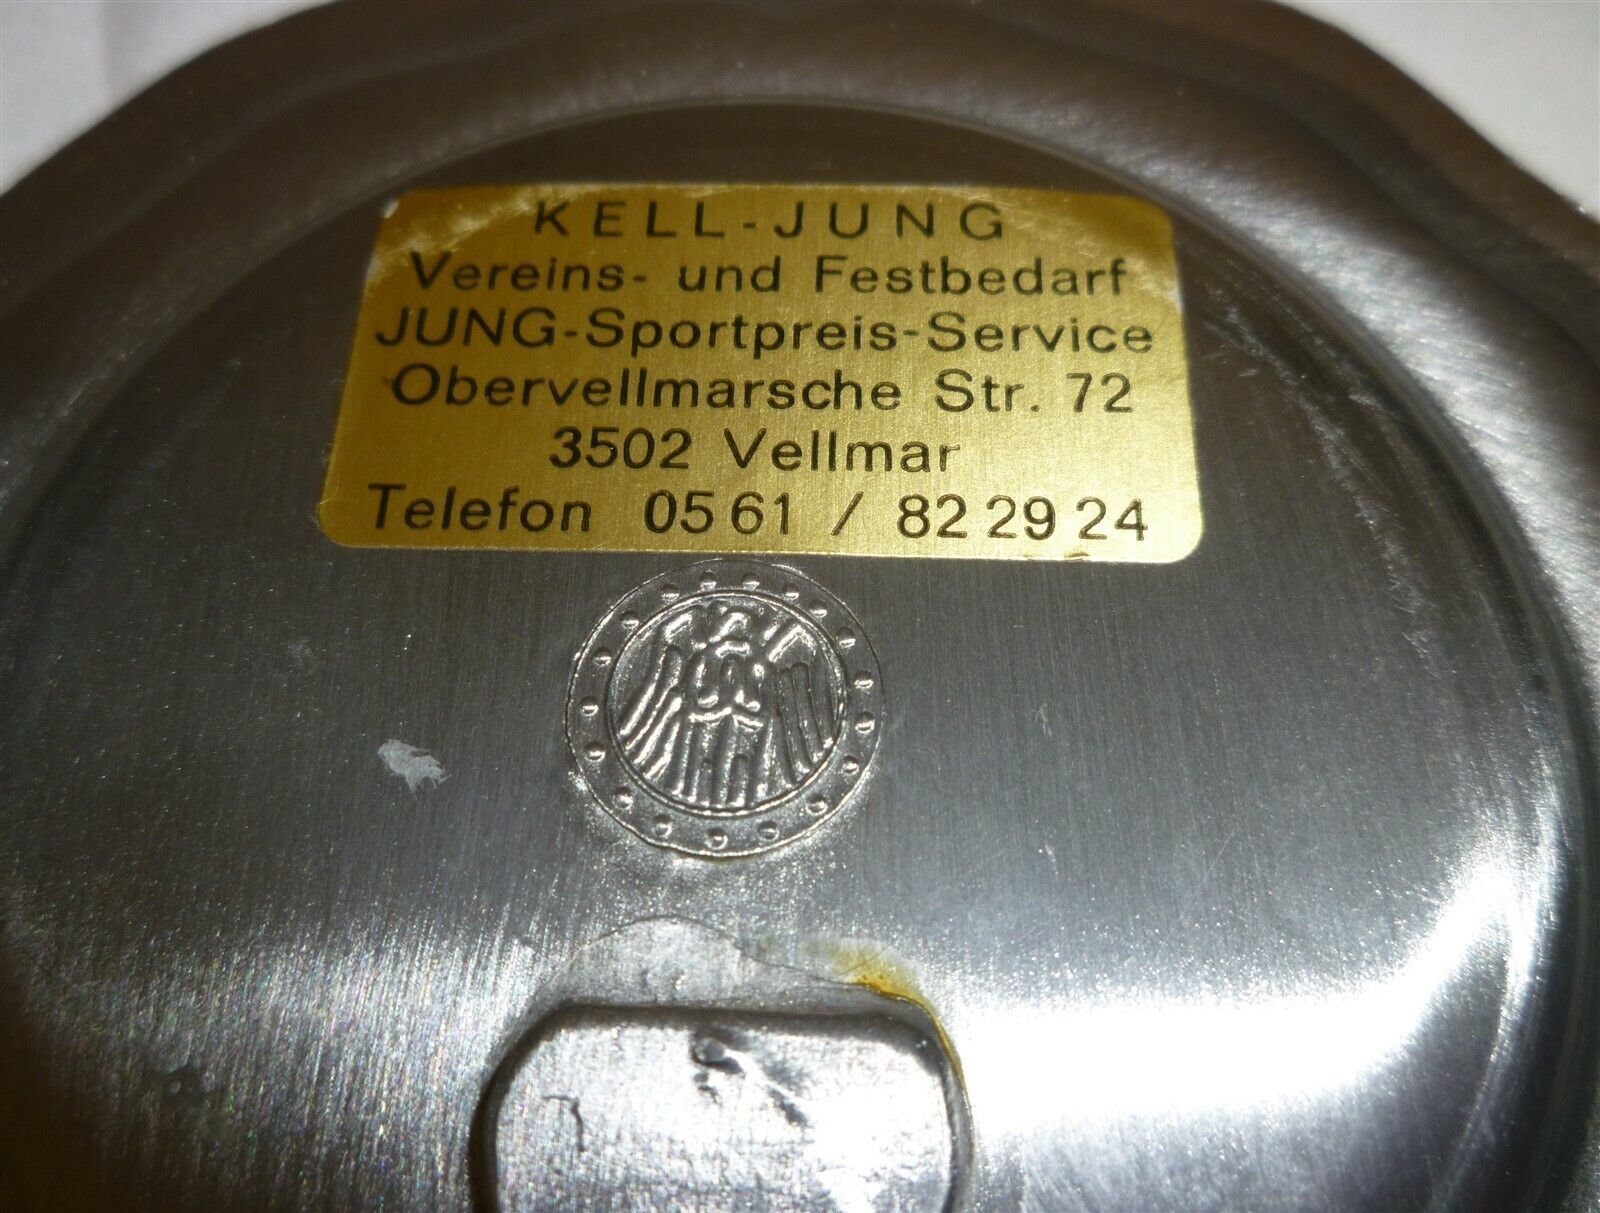 KELL-JUNG
Vereins- und Festbedarf
JUNG-Sportpreis-Service
Obervellmarsche Str. 72
3502 Vellmar
Telefon 05 61 / 82 29 24